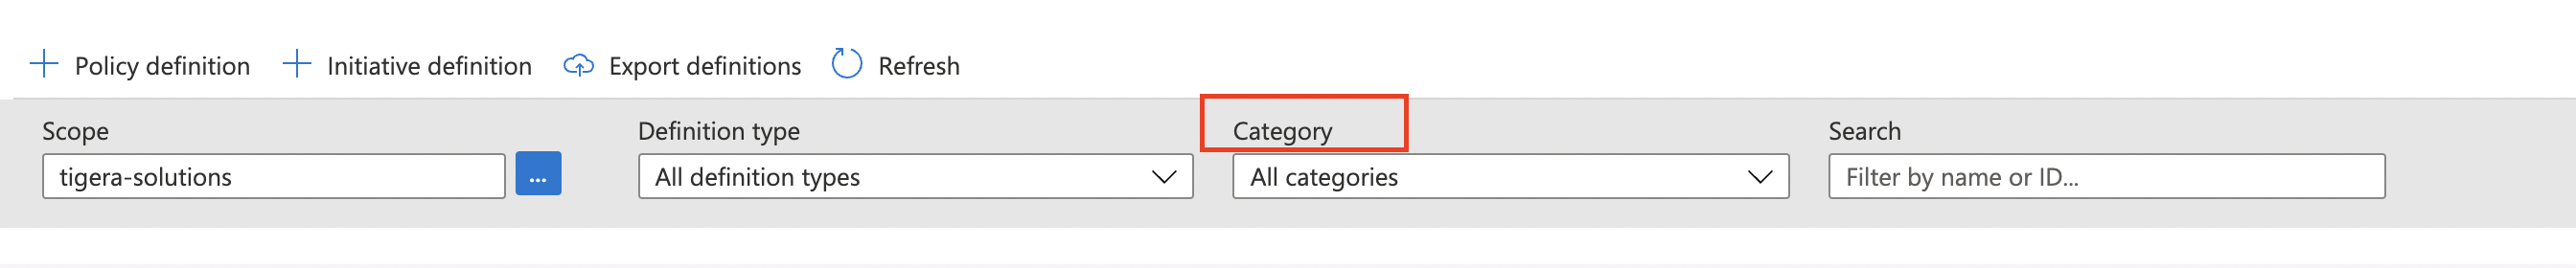 Policy definition Initiative definition Export definitions Refresh
Scope Definition type Category Search
tigera-solutions ... All definition types All categories Filter by name or ID...